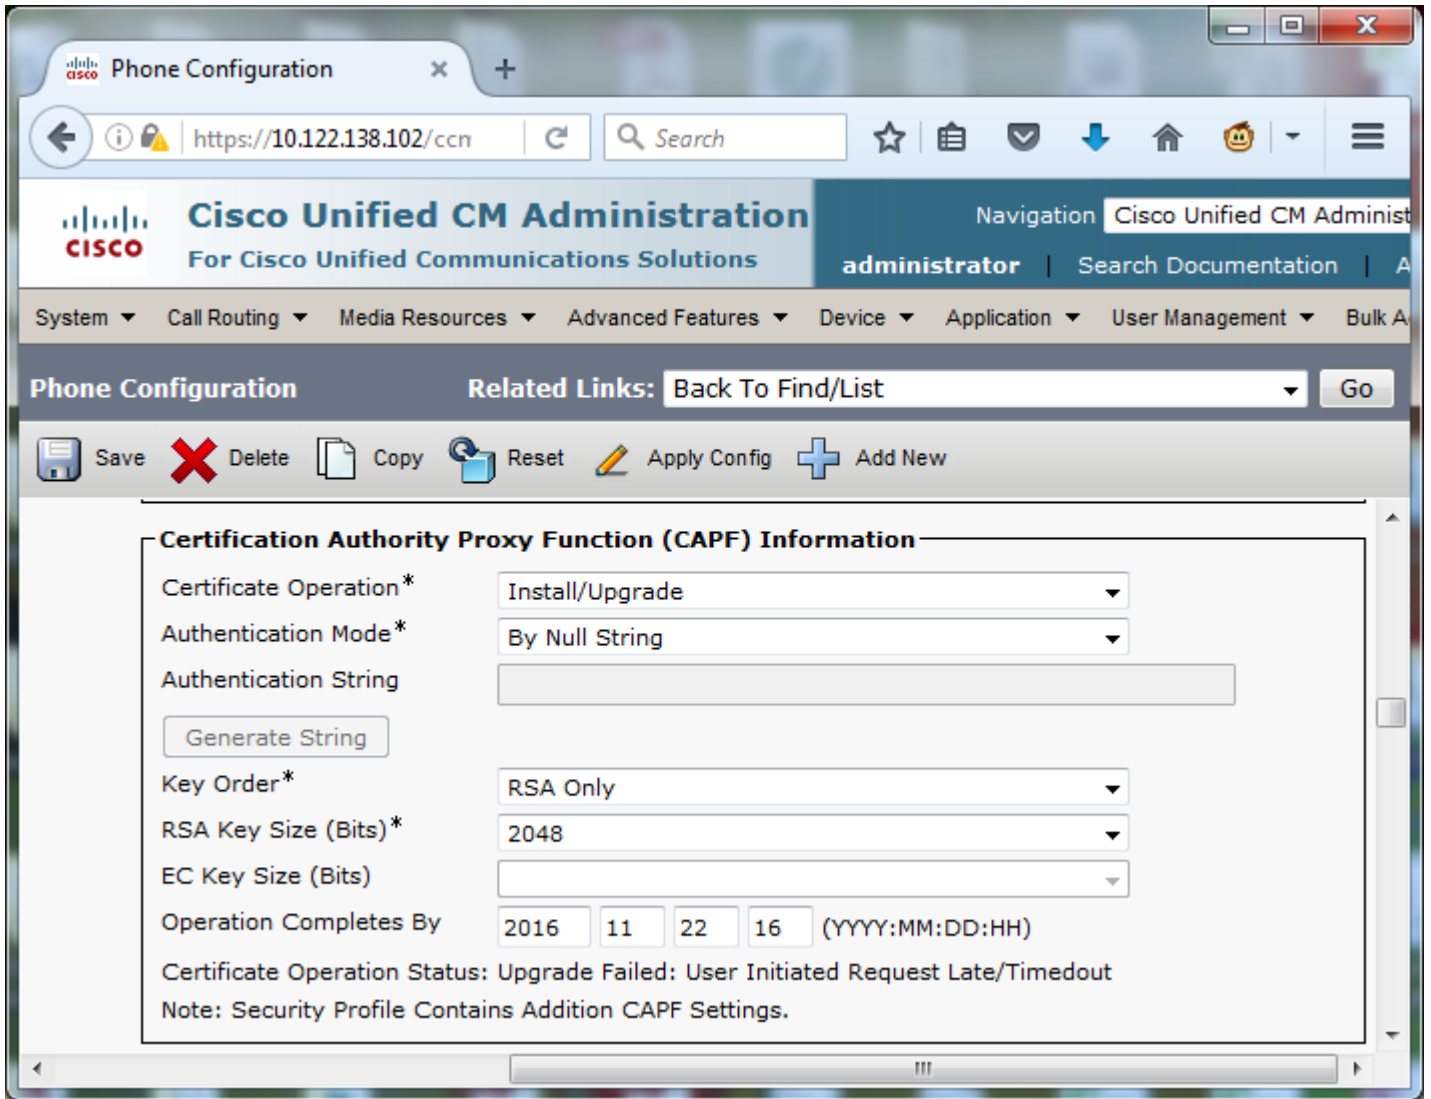 Phone Configuration
https://10.122.138.102/ccn
Search
CISCO
Cisco Unified CM Administration
For Cisco Unified Communications Solutions
Navigation Cisco Unified CM Administ
administrator | Search Documentation | A
System Call Routing Media Resources Advanced Features Device Application User Management Bulk A
Phone Configuration Related Links: Back To Find/List Go
Save Delete Copy Reset Apply Config Add New
Certification Authority Proxy Function (CAPF) Information
Certificate Operation* Install/Upgrade
Authentication Mode* By Null String
Authentication String
Generate String
Key Order* RSA Only
RSA Key Size (Bits)* 2048
EC Key Size (Bits)
Operation Completes By 2016 11 22 16 (YYYY:MM:DD:HH)
Certificate Operation Status: Upgrade Failed: User Initiated Request Late/Timedout
Note: Security Profile Contains Addition CAPF Settings.